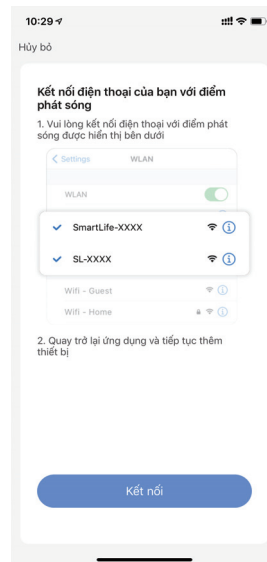 10:29
Hủy bỏ
Kết nối điện thoại của bạn với điểm
phát sóng
1. Vui lòng kết nối điện thoại với điểm phát
sóng được hiển thị bên dưới
Settings WLAN
WLAN
SmartLife-XXXX
SL-XXXX
Wifi - Guest
Wifi - Home
2. Quay trở lại ứng dụng và tiếp tục thêm
thiết bị
Kết nối